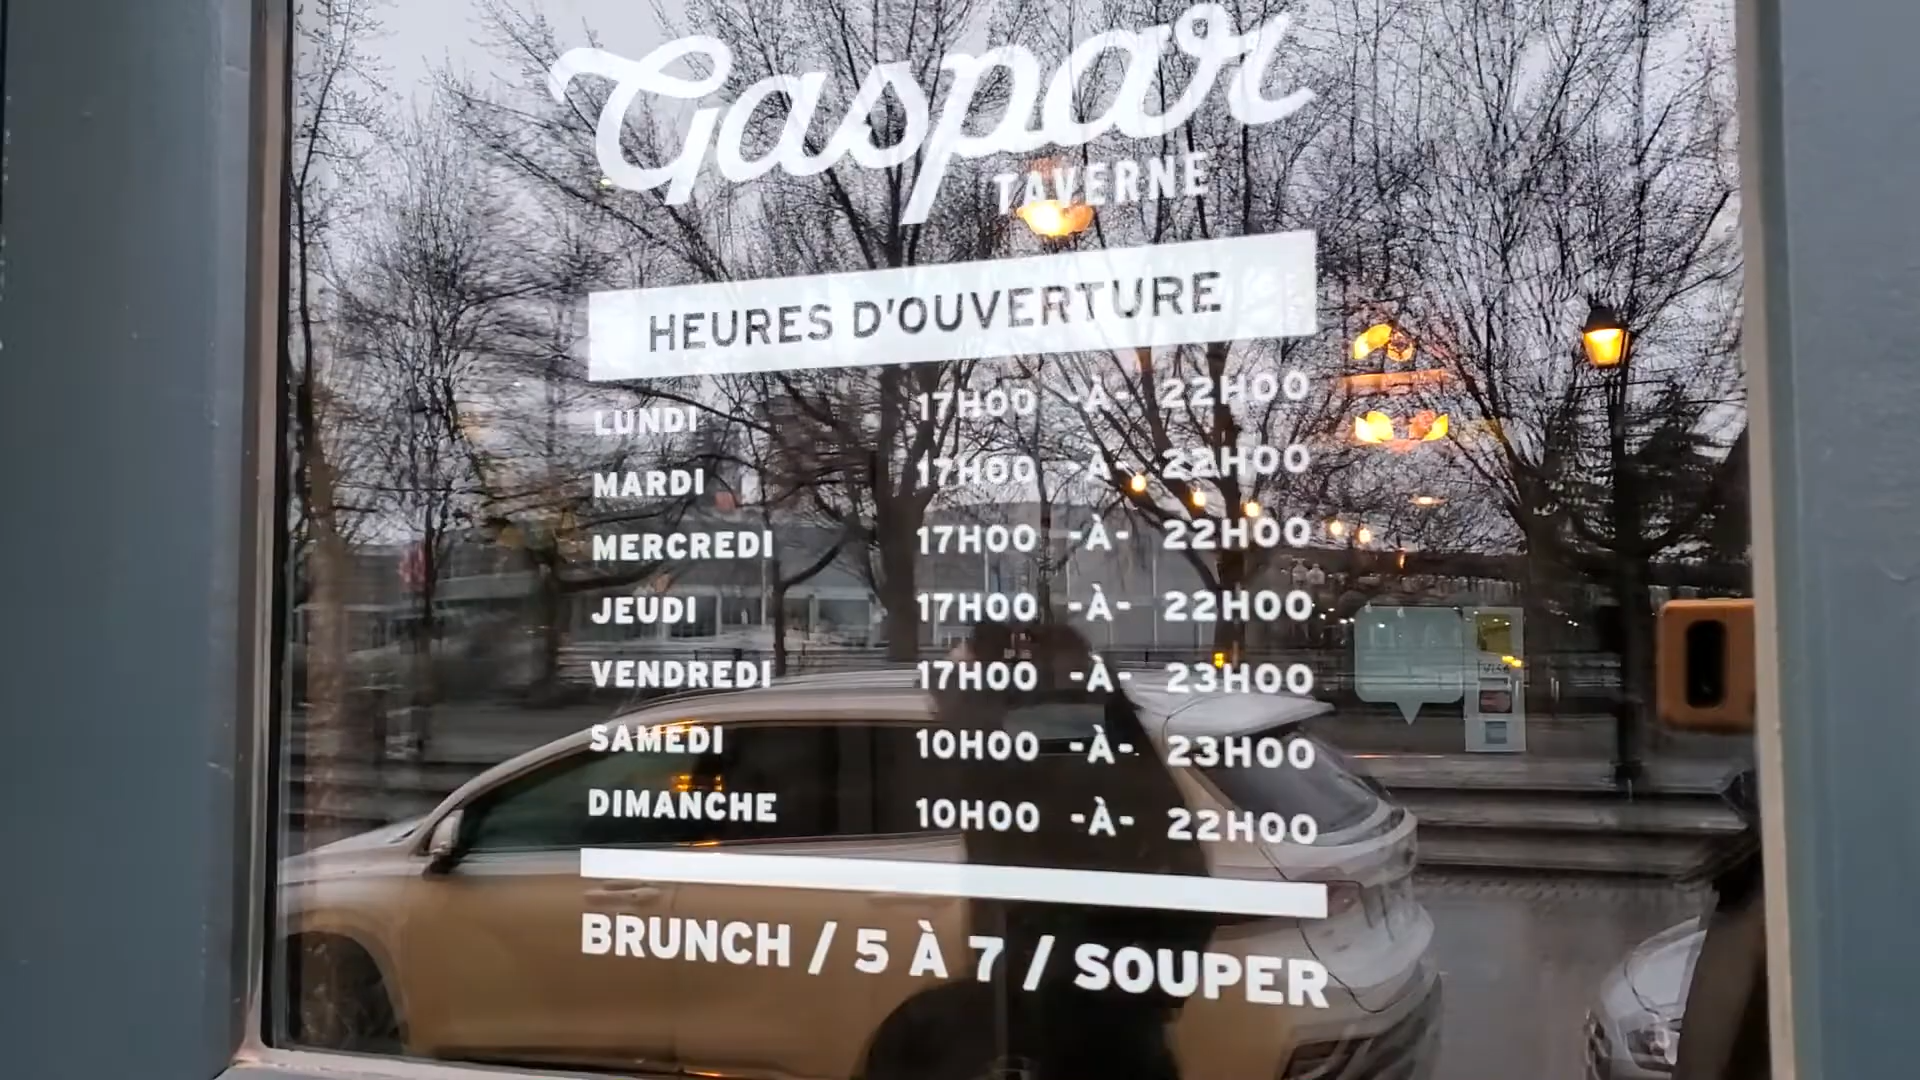 Gaspar
TAVERNE
HEURES D'OUVERTURE
LUNDI 17H00 -À- 22H00
MARDI 17H00 -À- 22H00
MERCREDI 17H00 -À- 22H00
JEUDI 17H00 -À- 22H00
VENDREDI 17H00 -À- 23H00
SAMEDI 10H00 -À- 23H00
DIMANCHE 10H00 -À- 22H00
BRUNCH / 5 À 7 / SOUPER
VISA